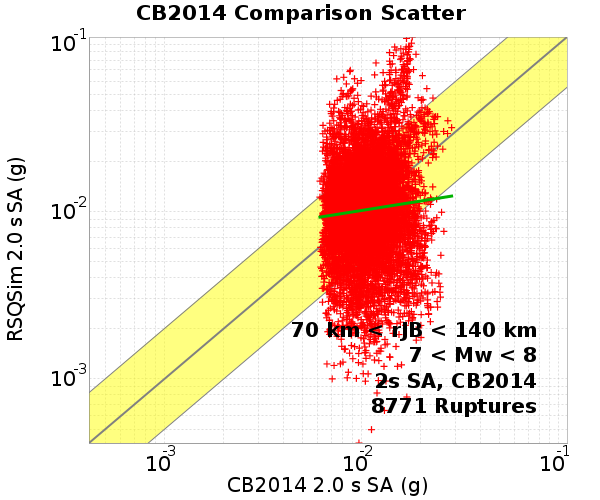 CB2014 Comparison Scatter
10-1
10-2
10-3
RSQSim 2.0 s SA (g)
70 km < rJB < 140 km
7 < Mw < 8
2s SA, CB2014
8771 Ruptures
10-3 10-2 10-1
CB2014 2.0 s SA (g)